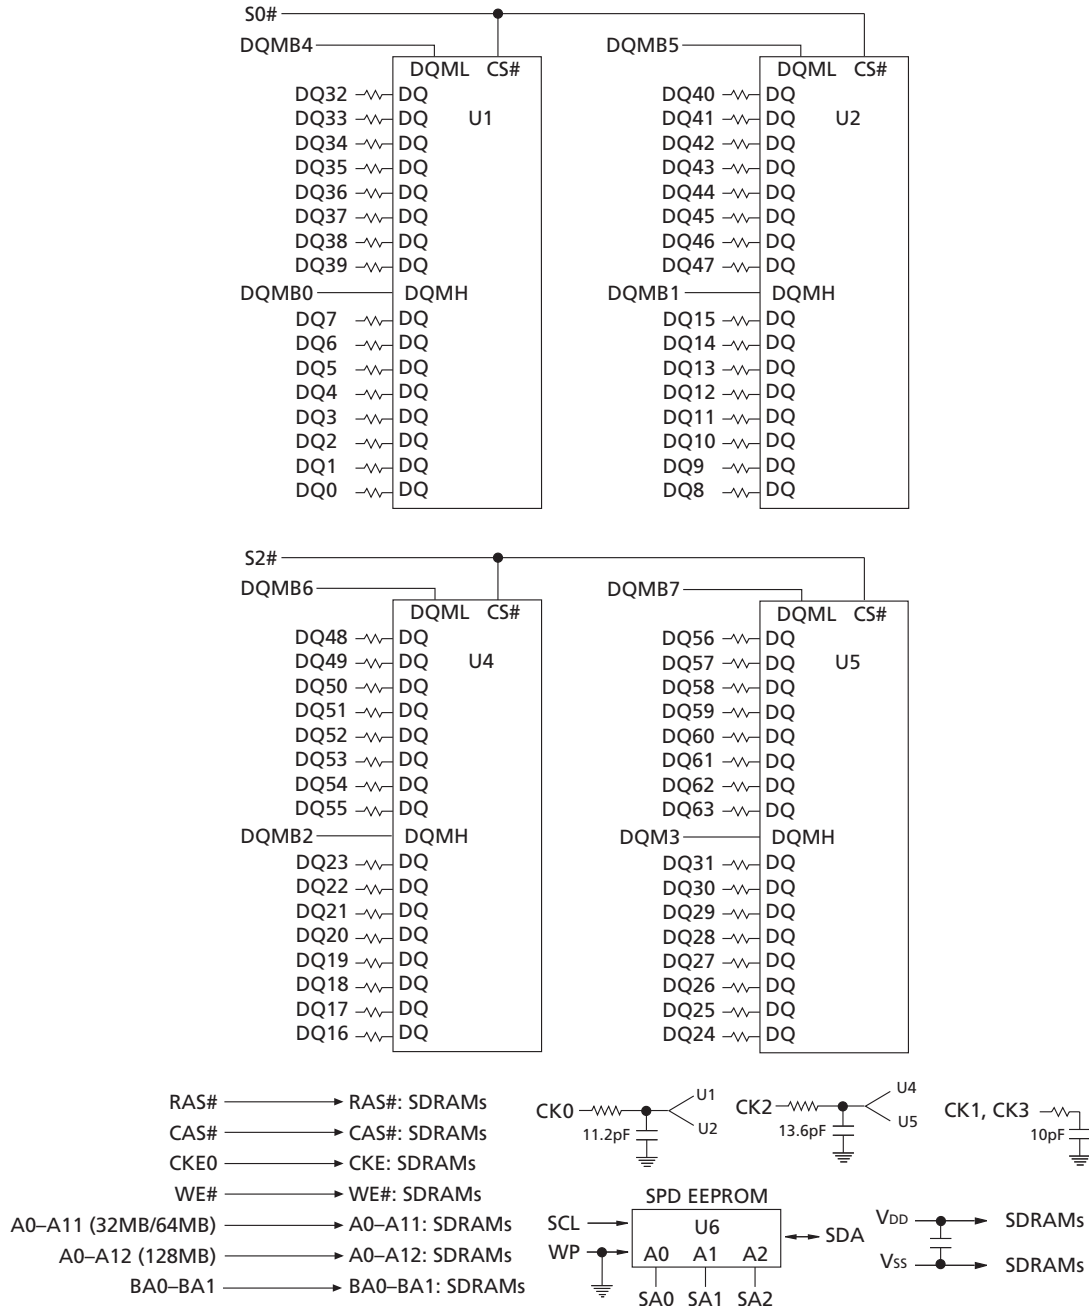 S0#
DQMB4
DQML CS#
DQ32 DQ
DQ33 DQ U1
DQ34 DQ
DQ35 DQ
DQ36 DQ
DQ37 DQ
DQ38 DQ
DQ39 DQ
DQMB0 DQMH
DQ7 DQ
DQ6 DQ
DQ5 DQ
DQ4 DQ
DQ3 DQ
DQ2 DQ
DQ1 DQ
DQ0 DQ
DQMB5
DQML CS#
DQ40 DQ
DQ41 DQ U2
DQ42 DQ
DQ43 DQ
DQ44 DQ
DQ45 DQ
DQ46 DQ
DQ47 DQ
DQMB1 DQMH
DQ15 DQ
DQ14 DQ
DQ13 DQ
DQ12 DQ
DQ11 DQ
DQ10 DQ
DQ9 DQ
DQ8 DQ
S2#
DQMB6
DQML CS#
DQ48 DQ
DQ49 DQ U4
DQ50 DQ
DQ51 DQ
DQ52 DQ
DQ53 DQ
DQ54 DQ
DQ55 DQ
DQMB2 DQMH
DQ23 DQ
DQ22 DQ
DQ21 DQ
DQ20 DQ
DQ19 DQ
DQ18 DQ
DQ17 DQ
DQ16 DQ
DQMB7
DQML CS#
DQ56 DQ
DQ57 DQ U5
DQ58 DQ
DQ59 DQ
DQ60 DQ
DQ61 DQ
DQ62 DQ
DQ63 DQ
DQM3 DQMH
DQ31 DQ
DQ30 DQ
DQ29 DQ
DQ28 DQ
DQ27 DQ
DQ26 DQ
DQ25 DQ
DQ24 DQ
RAS# RAS#: SDRAMs
CAS# CAS#: SDRAMs
CKE0 CKE: SDRAMs
WE# WE#: SDRAMs
A0–A11 (32MB/64MB) A0–A11: SDRAMs
A0–A12 (128MB) A0–A12: SDRAMs
BA0–BA1 BA0–BA1: SDRAMs
U1
CK0
U2
11.2pF
U4
CK2
U5
13.6pF
CK1, CK3
10pF
SPD EEPROM
SCL U6
WP A0 A1 A2 SDA
SA0 SA1 SA2
VDD SDRAMs
VSS SDRAMs